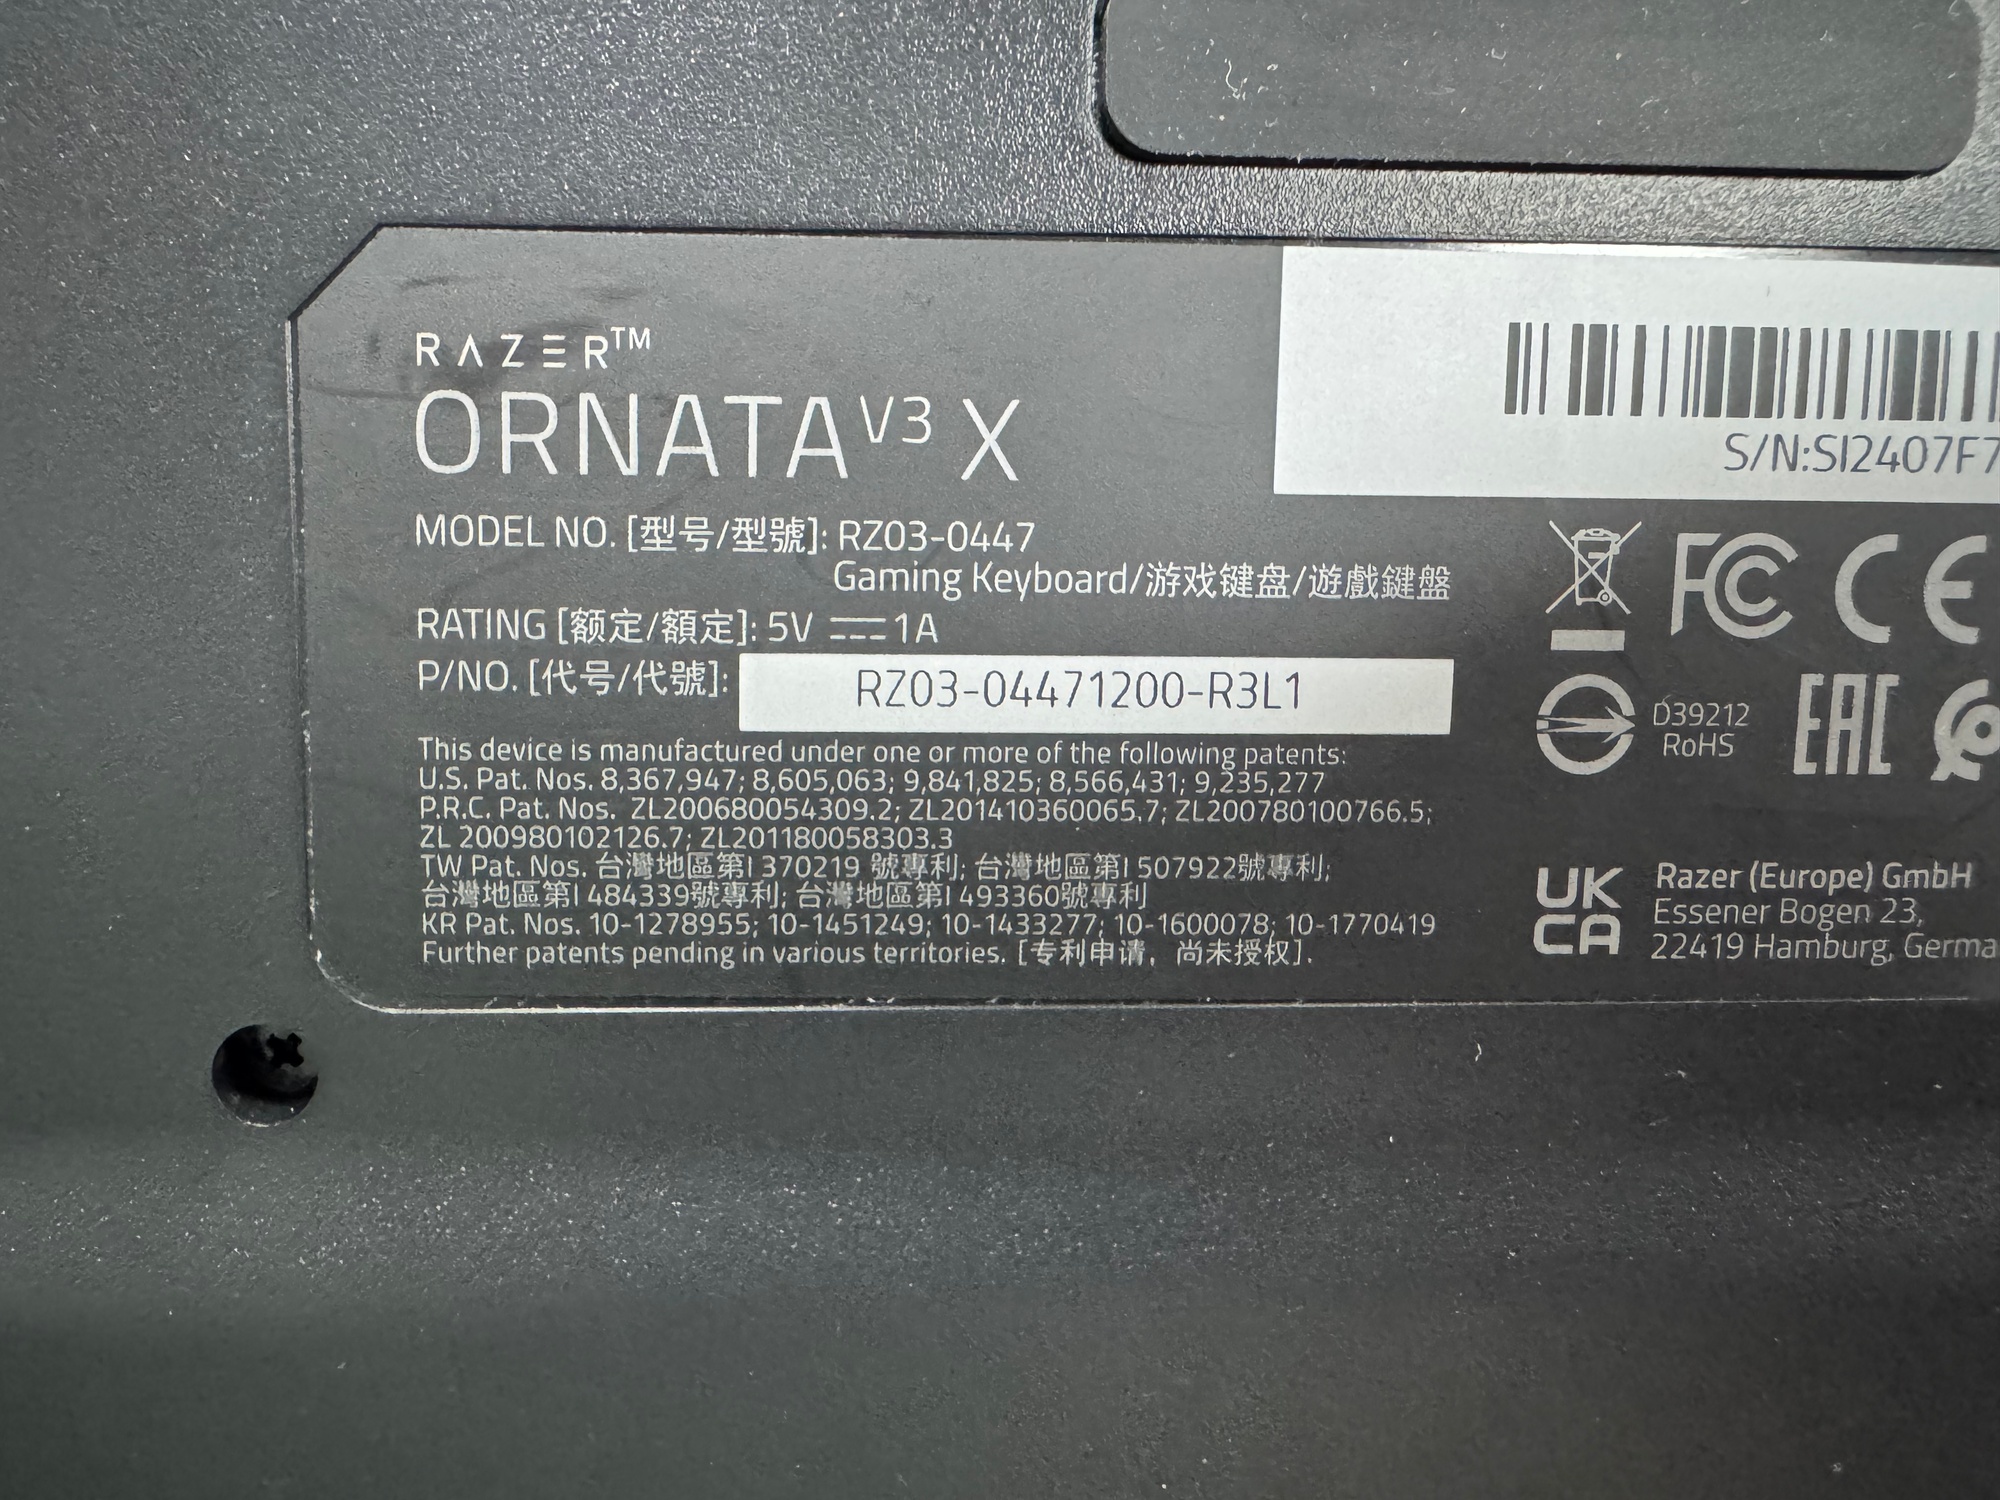 RAZER™
ORNATA V3 X
MODEL NO. [型号/型號]: RZ03-0447
Gaming Keyboard/游戏键盘/遊戲鍵盤
RATING [额定/額定]: 5V ⎓ 1A
P/NO. [代号/代號]: RZ03-04471200-R3L1
This device is manufactured under one or more of the following patents:
U.S. Pat. Nos. 8,367,947; 8,605,063; 9,841,825; 8,566,431; 9,235,277
P.R.C. Pat. Nos. ZL200680054309.2; ZL201410360065.7; ZL200780100766.5;
ZL 200980102126.7; ZL201180058303.3
TW Pat. Nos. 台灣地區第I 370219 號專利; 台灣地區第I 507922號專利;
台灣地區第I 484339號專利; 台灣地區第I 493360號專利
KR Pat. Nos. 10-1278955; 10-1451249; 10-1433277; 10-1600078; 10-1770419
Further patents pending in various territories. [专利申请，尚未授权].
S/N:SI2407F7
FC CE
D39212
RoHS
EAC
UK
CA
Razer (Europe) GmbH
Essener Bogen 23,
22419 Hamburg, Germa